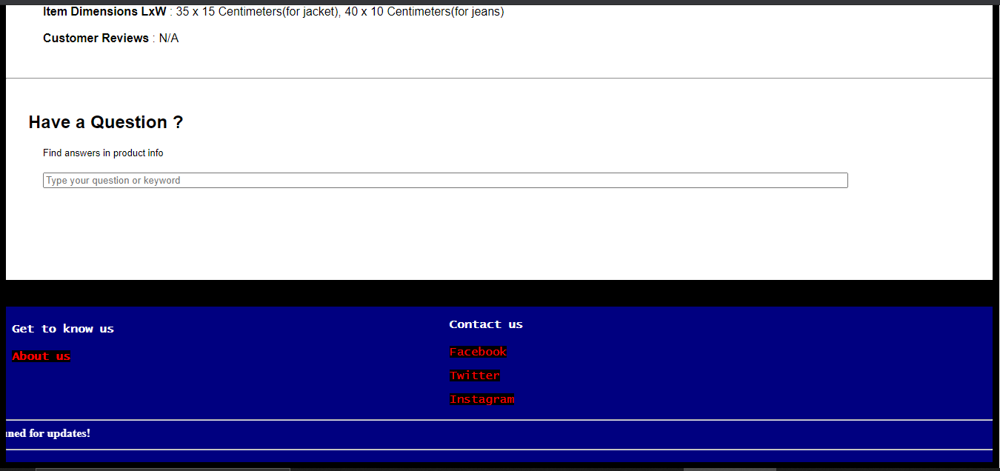 Item Dimensions LxW : 35 x 15 Centimeters(for jacket), 40 x 10 Centimeters(for jeans)
Customer Reviews : N/A
Have a Question ?
Find answers in product info
Type your question or keyword
Get to know us
About us
Contact us
Facebook
Twitter
Instagram
for updates!